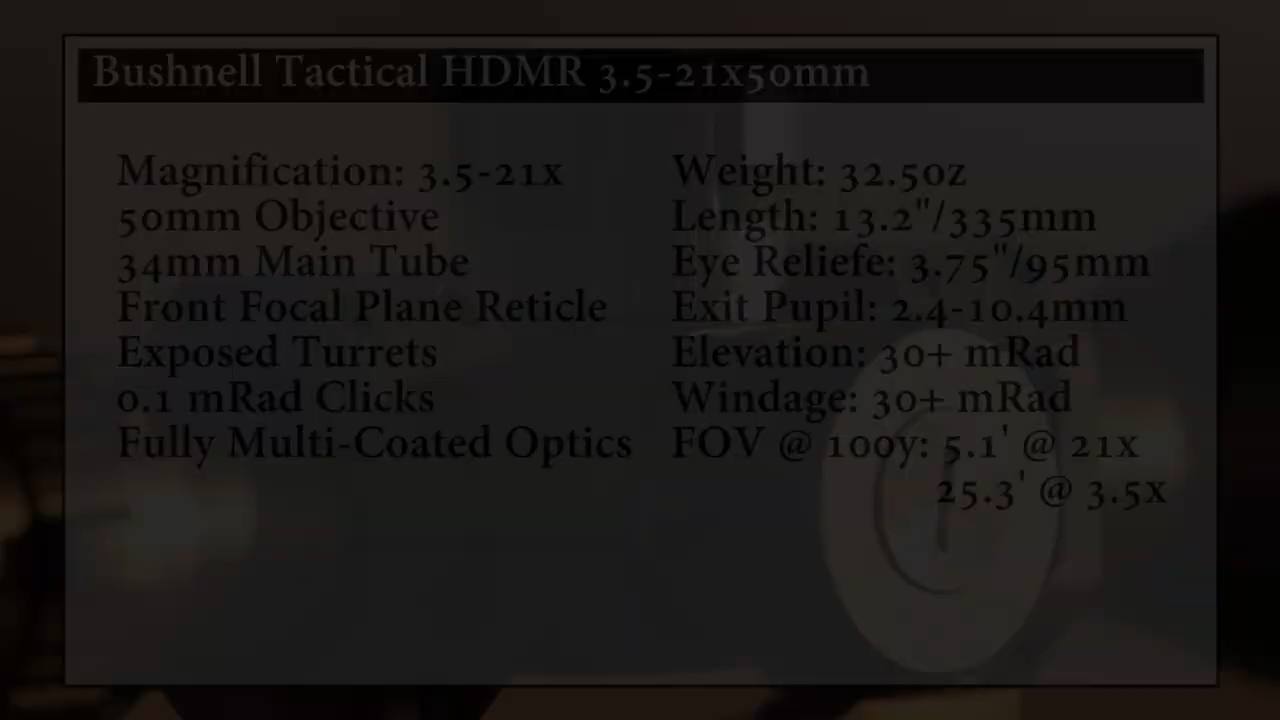 Bushnell Tactical HDMR 3.5-21x50mm
Magnification: 3.5-21x
50mm Objective
34mm Main Tube
Front Focal Plane Reticle
Exposed Turrets
0.1 mRad Clicks
Fully Multi-Coated Optics
Weight: 32.5oz
Length: 13.2"/335mm
Eye Reliefe: 3.75"/95mm
Exit Pupil: 2.4-10.4mm
Elevation: 30+ mRad
Windage: 30+ mRad
FOV @ 100y: 5.1' @ 21x
25.3' @ 3.5x